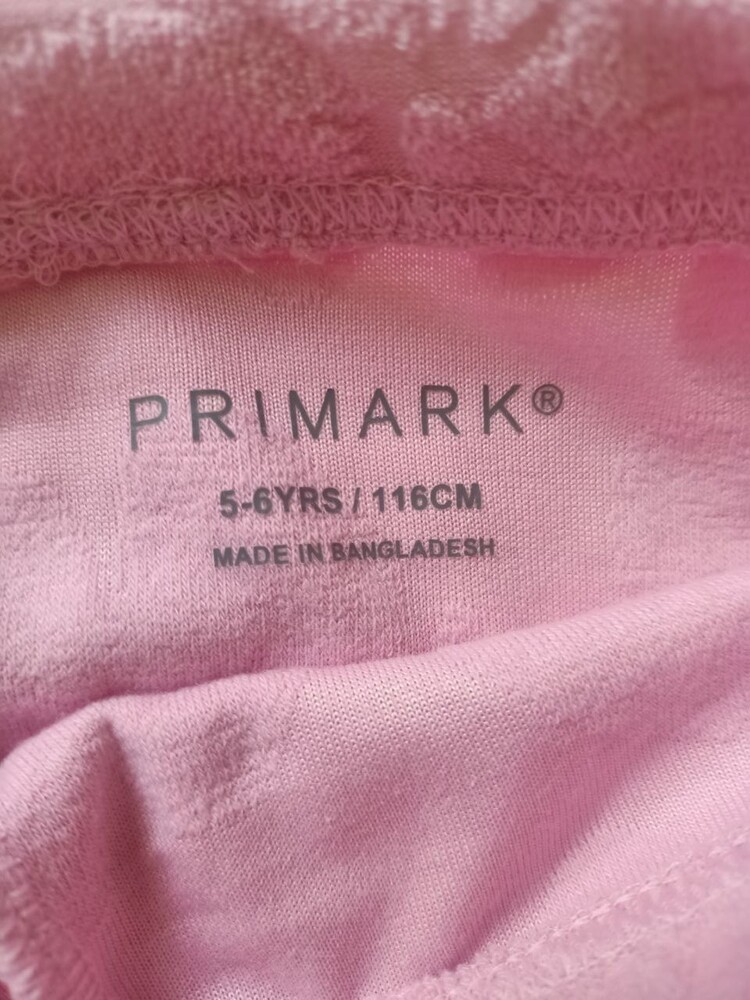 PRIMARK®
5-6YRS / 116CM
MADE IN BANGLADESH